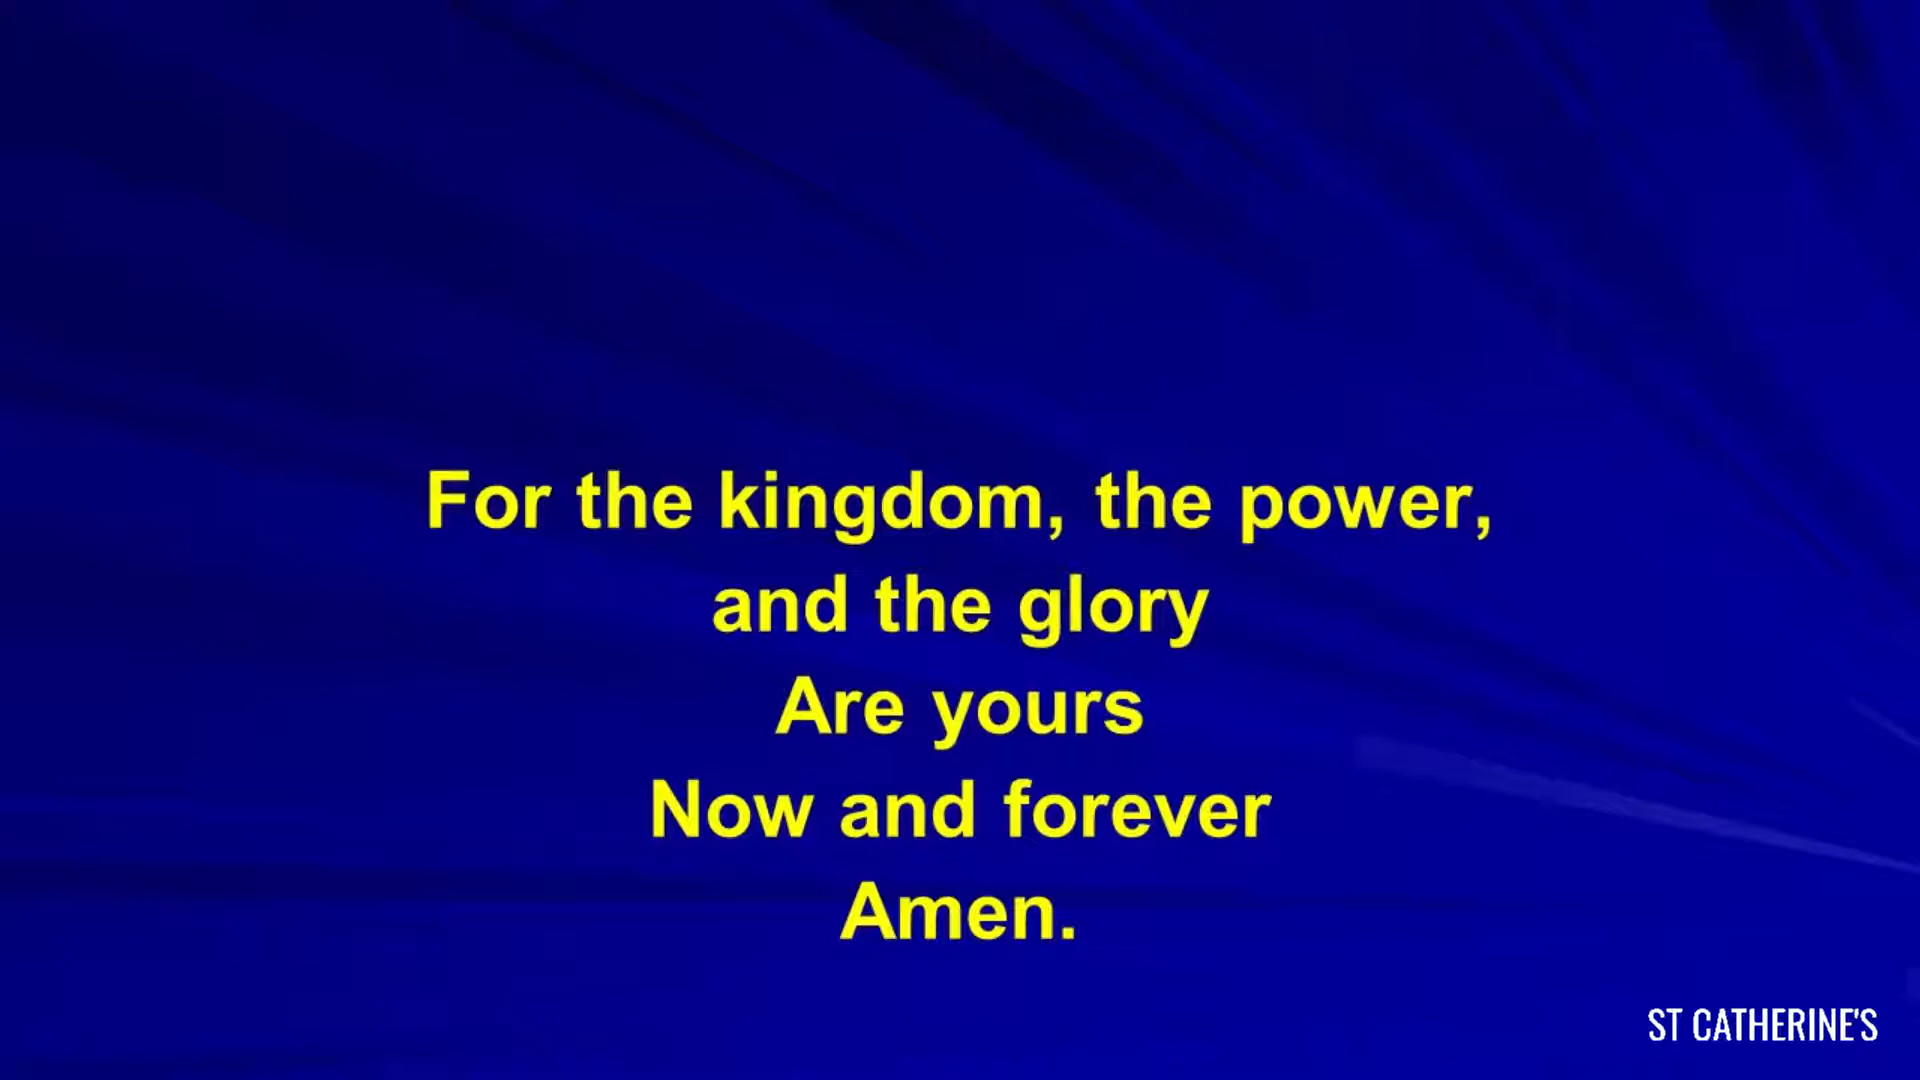 For the kingdom, the power,
and the glory
Are yours
Now and forever
Amen.
ST CATHERINE'S